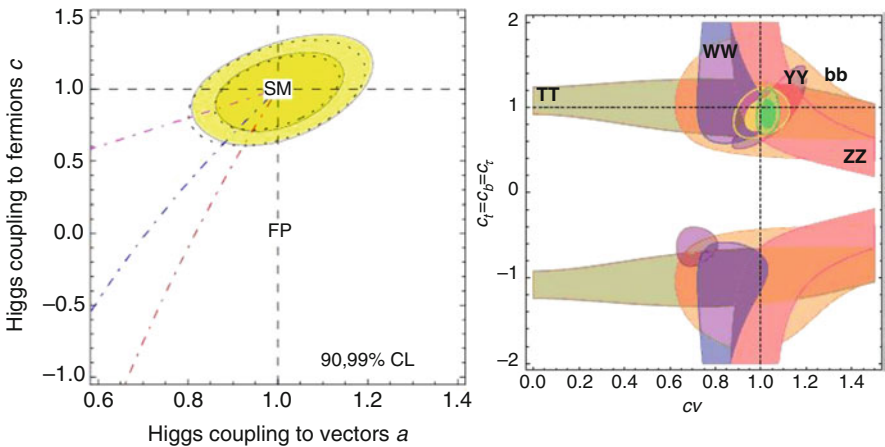 Higgs coupling to fermions c
1.5
1.0
0.5
0.0
−0.5
−1.0
SM
FP
90,99% CL
0.6 0.8 1.0 1.2 1.4
Higgs coupling to vectors a
c_t=c_b=c_τ
2
1
0
−1
−2
WW
YY
bb
TT
ZZ
0.0 0.2 0.4 0.6 0.8 1.0 1.2 1.4
cv